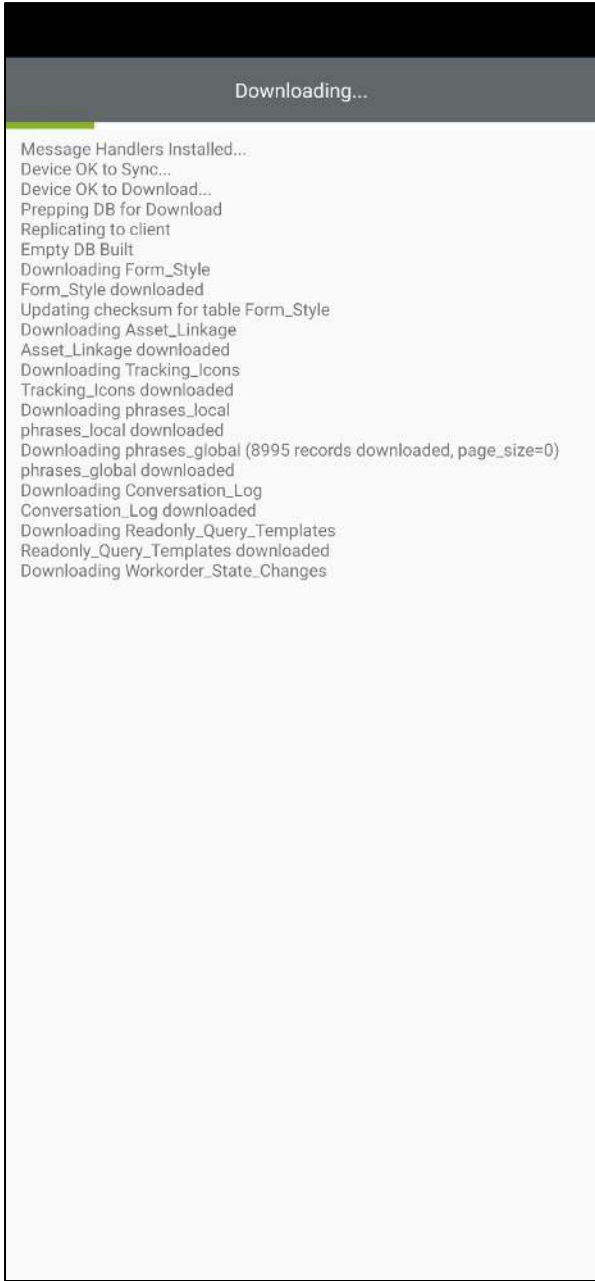 Downloading...
Message Handlers Installed...
Device OK to Sync...
Device OK to Download...
Prepping DB for Download
Replicating to client
Empty DB Built
Downloading Form_Style
Form_Style downloaded
Updating checksum for table Form_Style
Downloading Asset_Linkage
Asset_Linkage downloaded
Downloading Tracking_Icons
Tracking_Icons downloaded
Downloading phrases_local
phrases_local downloaded
Downloading phrases_global (8995 records downloaded, page_size=0)
phrases_global downloaded
Downloading Conversation_Log
Conversation_Log downloaded
Downloading Readonly_Query_Templates
Readonly_Query_Templates downloaded
Downloading Workorder_State_Changes